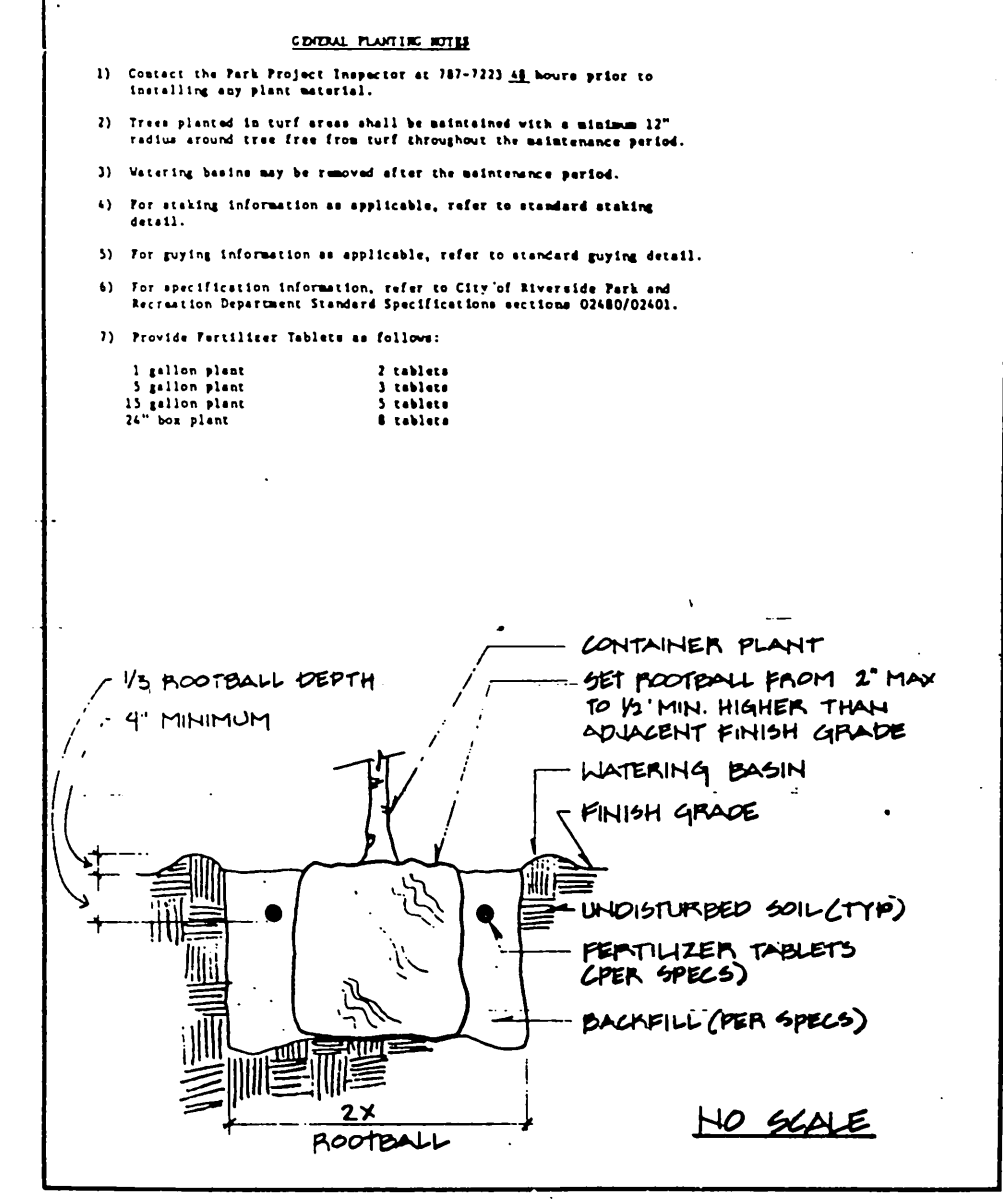 GENERAL PLANTING NOTES
1) Contact the Park Project Inspector at 787-7223 48 hours prior to
installing any plant material.
2) Trees planted in turf areas shall be maintained with a minimum 12"
radius around tree free from turf throughout the maintenance period.
3) Watering basins may be removed after the maintenance period.
4) For staking information as applicable, refer to standard staking
detail.
5) For guying information as applicable, refer to standard guying detail.
6) For specification information, refer to City of Riverside Park and
Recreation Department Standard Specifications sections 02480/02401.
7) Provide Fertilizer Tablets as follows:
1 gallon plant 2 tablets
5 gallon plant 3 tablets
15 gallon plant 5 tablets
24" box plant 8 tablets
CONTAINER PLANT
1/3 ROOTBALL DEPTH
4" MINIMUM
SET ROOTBALL FROM 2" MAX
TO 1/2" MIN. HIGHER THAN
ADJACENT FINISH GRADE
WATERING BASIN
FINISH GRADE
UNDISTURBED SOIL (TYP)
FERTILIZER TABLETS
(PER SPECS)
BACKFILL (PER SPECS)
2X
ROOTBALL
NO SCALE